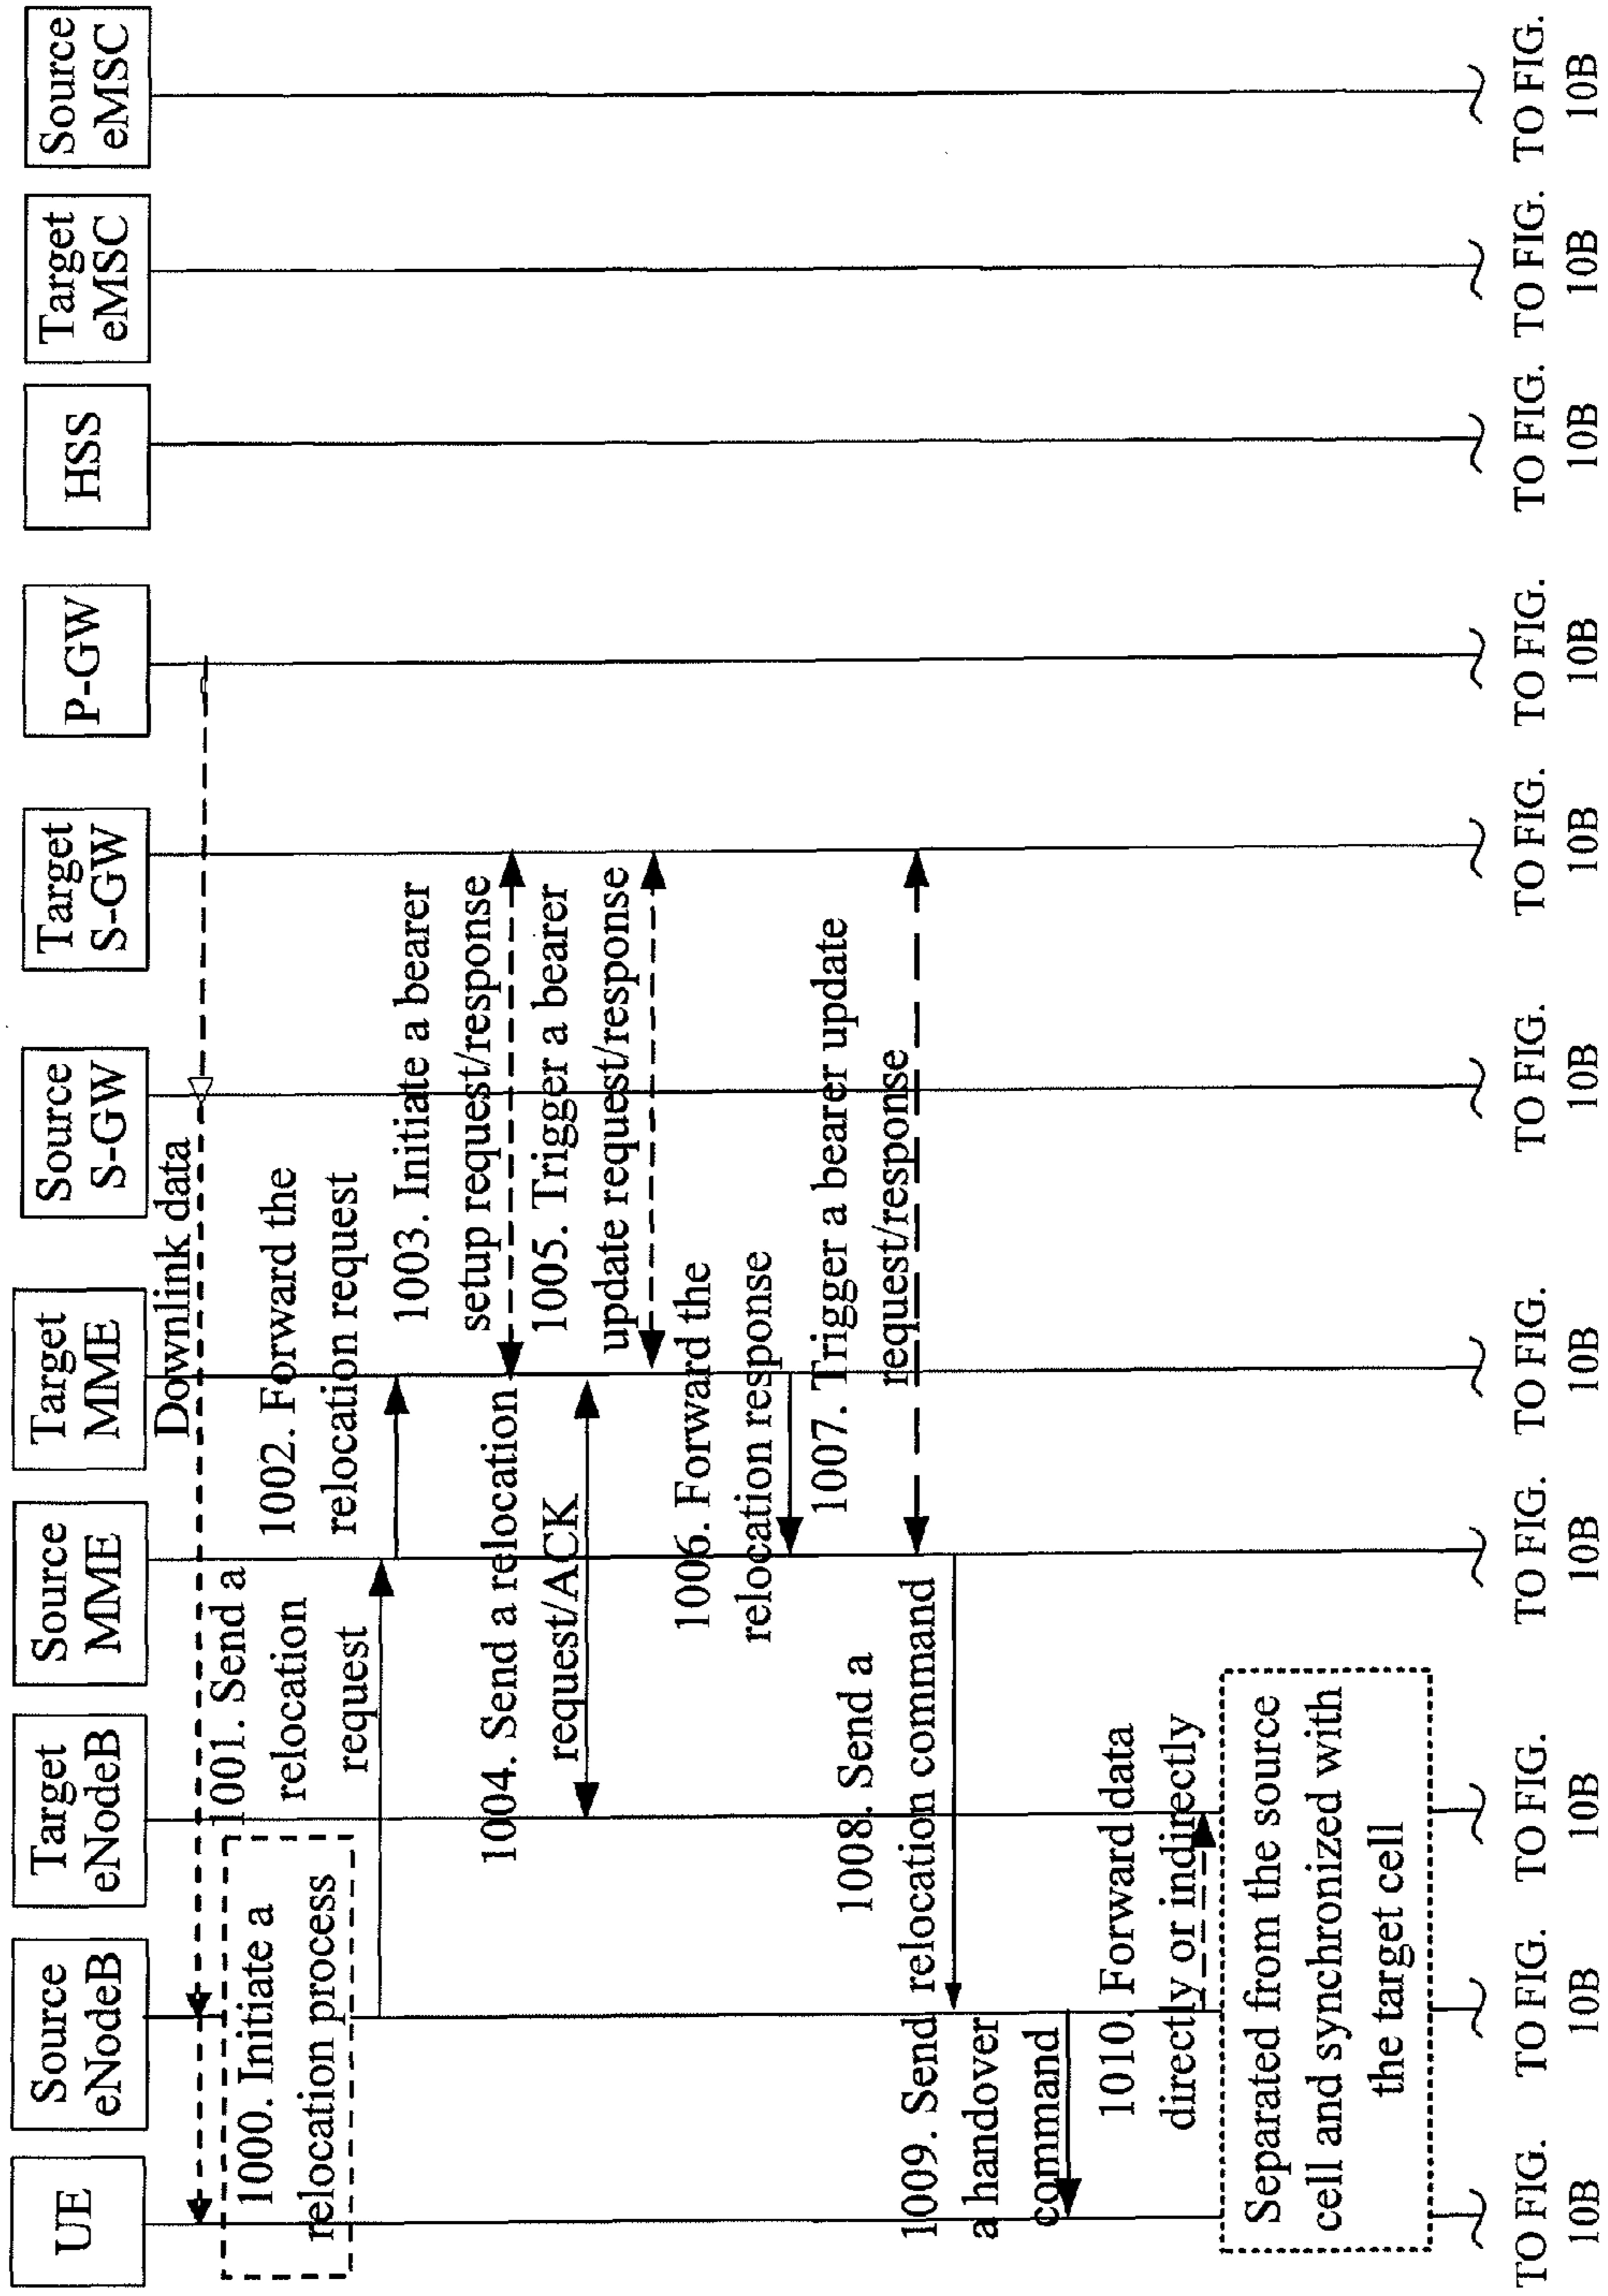 UE
Source
eNodeB
Target
eNodeB
Source
MME
Target
MME
Source
S-GW
Target
S-GW
P-GW
HSS
Target
eMSC
Source
eMSC
Downlink data
1000. Initiate a
relocation process
1001. Send a
relocation
request
1002. Forward the
relocation request
1003. Initiate a bearer
setup request/response
1004. Send a relocation
request/ACK
1005. Trigger a bearer
update request/response
1006. Forward the
relocation response
1007. Trigger a bearer update
request/response
1008. Send a
relocation command
1009. Send
a handover
command
1010. Forward data
directly or indirectly
Separated from the source
cell and synchronized with
the target cell
TO FIG.
10B
TO FIG.
10B
TO FIG.
10B
TO FIG.
10B
TO FIG.
10B
TO FIG.
10B
TO FIG.
10B
TO FIG.
10B
TO FIG.
10B
TO FIG.
10B
TO FIG.
10B